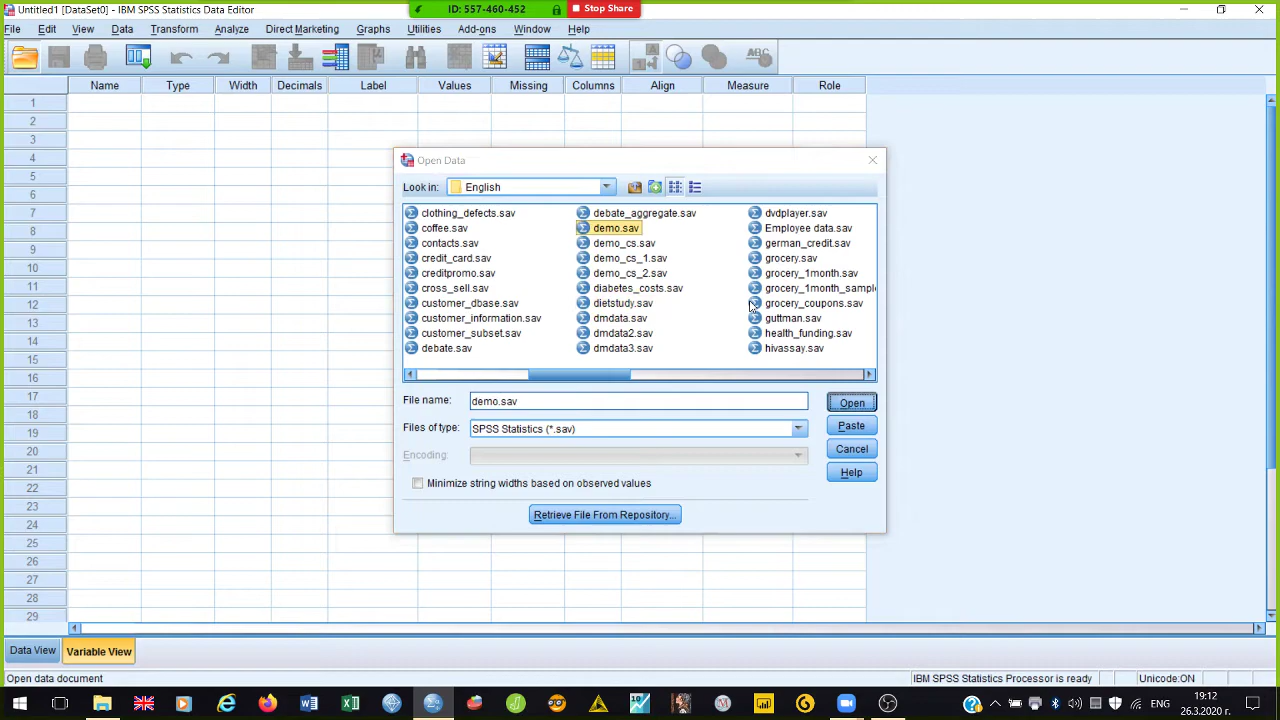 Untitled1 [DataSet0] - IBM SPSS Statistics Data Editor
ID: 557-460-452
Stop Share
File Edit View Data Transform Analyze Direct Marketing Graphs Utilities Add-ons Window Help
Name Type Width Decimals Label Values Missing Columns Align Measure Role
1
2
3
4
5
6
7
8
9
10
11
12
13
14
15
16
17
18
19
20
21
22
23
24
25
26
27
28
29
Open Data
Look in: English
clothing_defects.sav debate_aggregate.sav dvdplayer.sav
coffee.sav demo.sav Employee data.sav
contacts.sav demo_cs.sav german_credit.sav
credit_card.sav demo_cs_1.sav grocery.sav
creditpromo.sav demo_cs_2.sav grocery_1month.sav
cross_sell.sav diabetes_costs.sav grocery_1month_sampl
customer_dbase.sav dietstudy.sav grocery_coupons.sav
customer_information.sav dmdata.sav guttman.sav
customer_subset.sav dmdata2.sav health_funding.sav
debate.sav dmdata3.sav hivassay.sav
File name: demo.sav Open
Files of type: SPSS Statistics (*.sav) Paste
Encoding: Cancel
Help
Minimize string widths based on observed values
Retrieve File From Repository...
Data View Variable View
Open data document IBM SPSS Statistics Processor is ready Unicode:ON
19:12
26.3.2020 г.